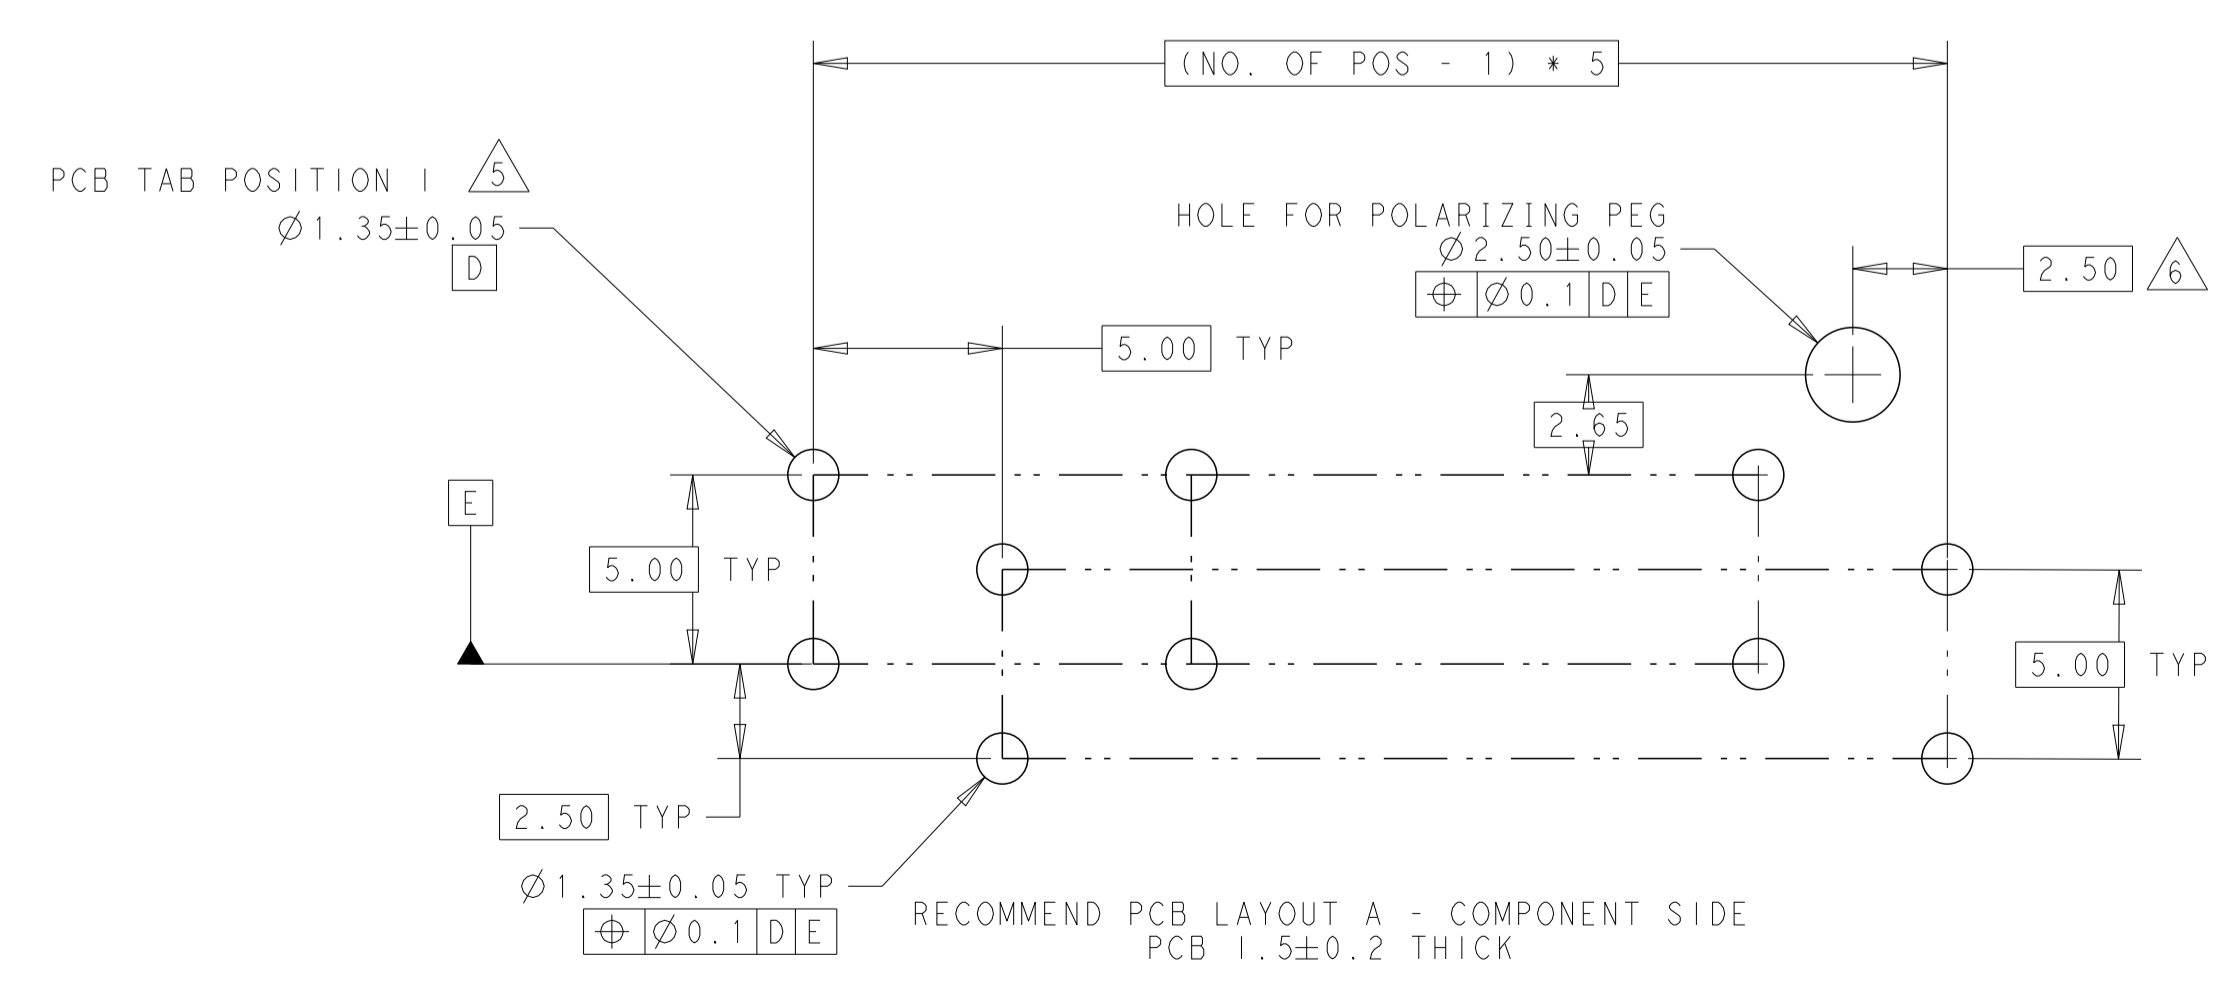 (NO. OF POS - 1) * 5
PCB TAB POSITION 1 5
Ø1.35±0.05
D
HOLE FOR POLARIZING PEG
Ø2.50±0.05
⌖ Ø0.1 D E
2.50 6
5.00 TYP
2.65
E
5.00 TYP
5.00 TYP
2.50 TYP
Ø1.35±0.05 TYP
⌖ Ø0.1 D E
RECOMMEND PCB LAYOUT A - COMPONENT SIDE
PCB 1.5±0.2 THICK